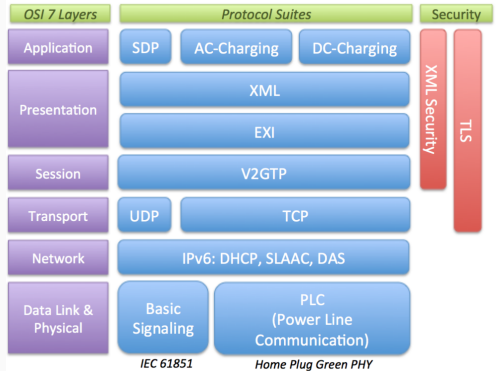 OSI 7 Layers
Protocol Suites
Security
Application
SDP
AC-Charging
DC-Charging
XML Security
TLS
Presentation
XML
EXI
Session
V2GTP
Transport
UDP
TCP
Network
IPv6: DHCP, SLAAC, DAS
Data Link &
Physical
Basic
Signaling
PLC
(Power Line
Communication)
IEC 61851
Home Plug Green PHY